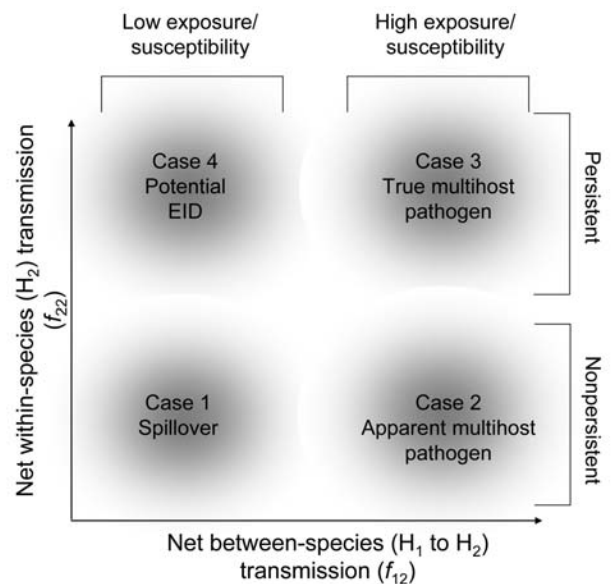 Low exposure/
susceptibility
High exposure/
susceptibility
Case 4
Potential
EID
Case 3
True multihost
pathogen
Persistent
Net within-species (H₂) transmission
(f₂₂)
Case 1
Spillover
Case 2
Apparent multihost
pathogen
Nonpersistent
Net between-species (H₁ to H₂)
transmission (f₁₂)